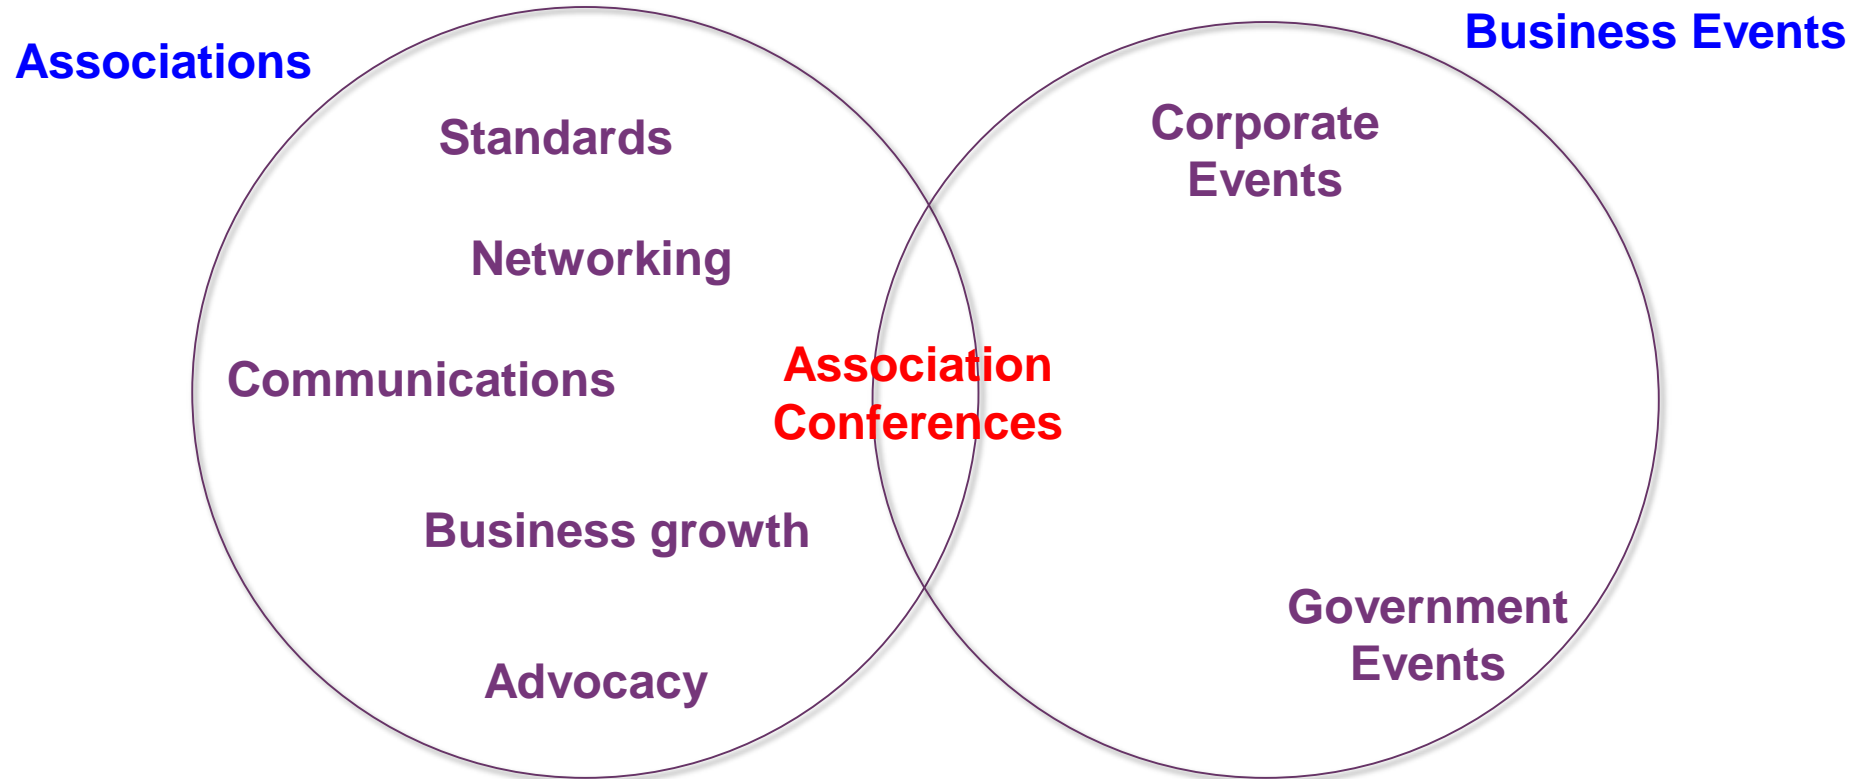 Associations
Business Events
Standards
Networking
Communications
Business growth
Advocacy
Association
Conferences
Corporate
Events
Government
Events